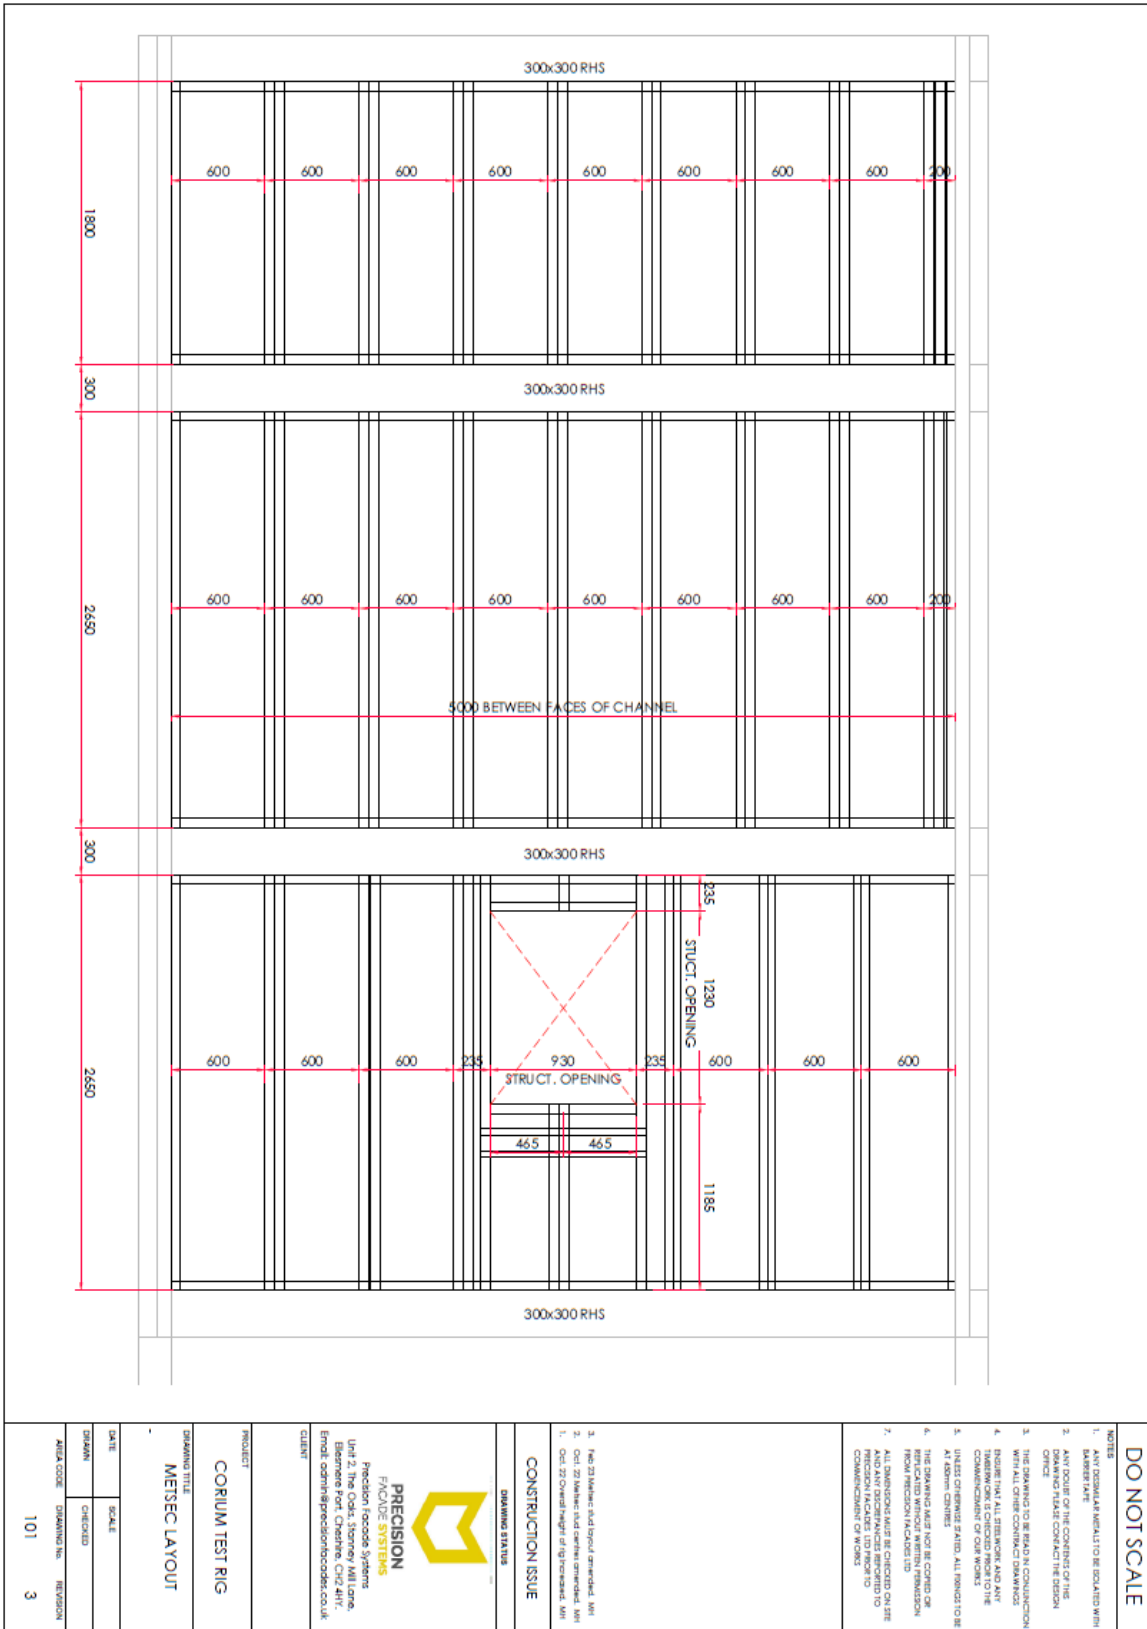 300x300 RHS
600 600 600 600 600 600 600 600 200
1800
300
300x300 RHS
600 600 600 600 600 600 600 600 200
2650
5000 BETWEEN FACES OF CHANNEL
300
300x300 RHS
235
1230
STUCT. OPENING
600 600 600 235 930 235 600 600 600
STRUCT. OPENING
2650
465 465
1185
300x300 RHS
DO NOT SCALE
NOTES
1. ANY DISSIMILAR METALS TO BE ISOLATED WITH
BARRIER TAPE
2. ANY DOUBT OF THE CONTENTS OF THIS
DRAWING PLEASE CONTACT THE DESIGN
OFFICE
3. THIS DRAWING TO BE READ IN CONJUNCTION
WITH ALL OTHER CONTRACT DRAWINGS
4. ENSURE THAT ALL STEELWORK AND ANY
TIMBERWORK IS CHECKED PRIOR TO THE
COMMENCEMENT OF OUR WORKS
5. UNLESS OTHERWISE STATED, ALL FIXINGS TO BE
AT 450mm CENTRES
6. THIS DRAWING MUST NOT BE COPIED OR
REPLICATED WITHOUT WRITTEN PERMISSION
FROM PRECISION FACADES LTD
7. ALL DIMENSIONS MUST BE CHECKED ON SITE
AND ANY DISCREPANCIES REPORTED TO
PRECISION FACADES LTD PRIOR TO
COMMENCEMENT OF WORKS
3. Feb 23 Metsec stud layout amended. MH
2. Oct. 22 Metsec stud centres amended. MH
1. Oct. 22 Overall height of rig increased. MH
CONSTRUCTION ISSUE
DRAWING STATUS
PRECISION
FACADE SYSTEMS
Precision Facade Systems
Unit 2, The Oaks, Stanney Mill Lane,
Ellesmere Port, Cheshire, CH2 4HY.
Email: admin@precisionfacades.co.uk
CLIENT
PROJECT
CORIUM TEST RIG
DRAWING TITLE
METSEC LAYOUT
-
DATE SCALE
DRAWN CHECKED
AREA CODE DRAWING No. REVISION
101 3